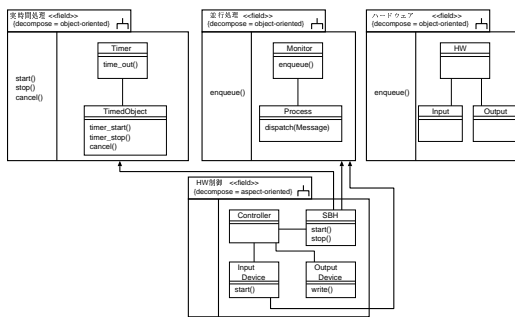 実時間処理 <<field>>
{decompose = object-oriented}
start()
stop()
cancel()
Timer
time_out()
TimedObject
timer_start()
timer_stop()
cancel()
並行処理 <<field>>
{decompose = object-oriented}
enqueue()
Monitor
enqueue()
Process
dispatch(Message)
ハードウェア <<field>>
{decompose = object-oriented}
enqueue()
HW
Input
Output
HW制御 <<field>>
{decompose = aspect-oriented}
Controller
SBH
start()
stop()
Input
Device
start()
Output
Device
write()